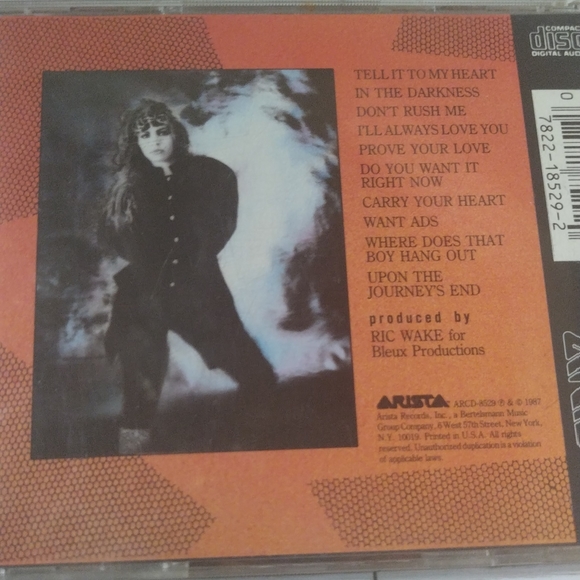 TELL IT TO MY HEART
IN THE DARKNESS
DON'T RUSH ME
I'LL ALWAYS LOVE YOU
PROVE YOUR LOVE
DO YOU WANT IT
RIGHT NOW
CARRY YOUR HEART
WANT ADS
WHERE DOES THAT
BOY HANG OUT
UPON THE
JOURNEY'S END
produced by
RIC WAKE for
Bleux Productions
ARISTA ARCD-8529 ℗ & © 1987
Arista Records, Inc., a Bertelsmann Music
Group Company, 6 West 57th Street, New York,
N.Y. 10019. Printed in U.S.A. All rights
reserved. Unauthorized duplication is a violation
of applicable laws.
COMPACT
disc
DIGITAL AUDIO
0
7822-18529-2